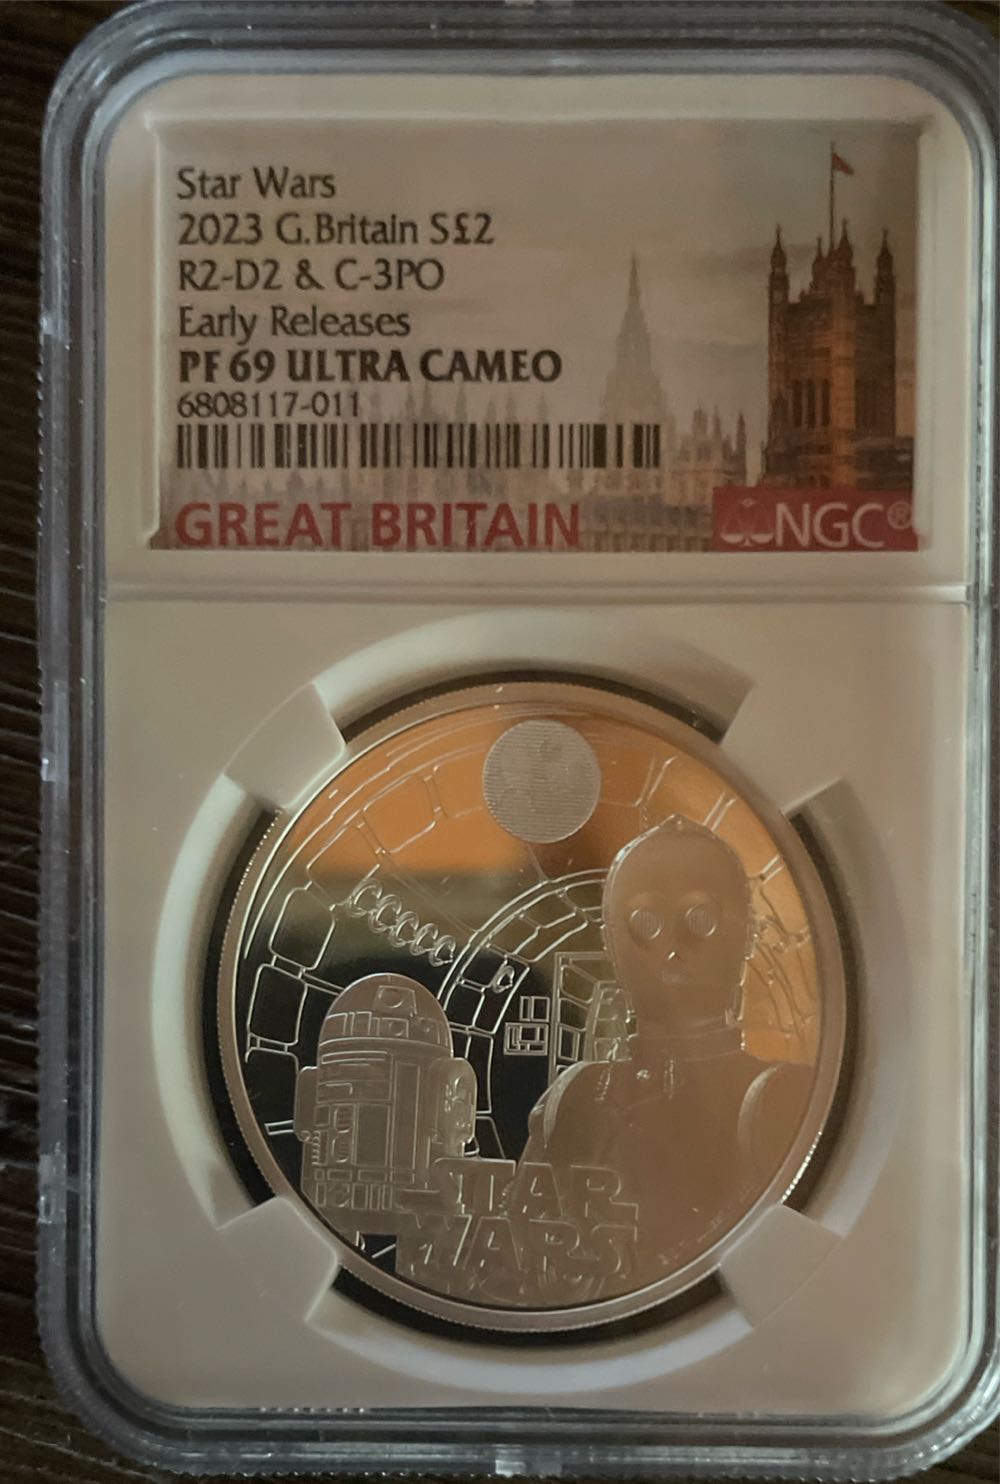 Star Wars
2023 G.Britain S£2
R2-D2 & C-3PO
Early Releases
PF 69 ULTRA CAMEO
6808117-011
GREAT BRITAIN
NGC®
STAR
WARS